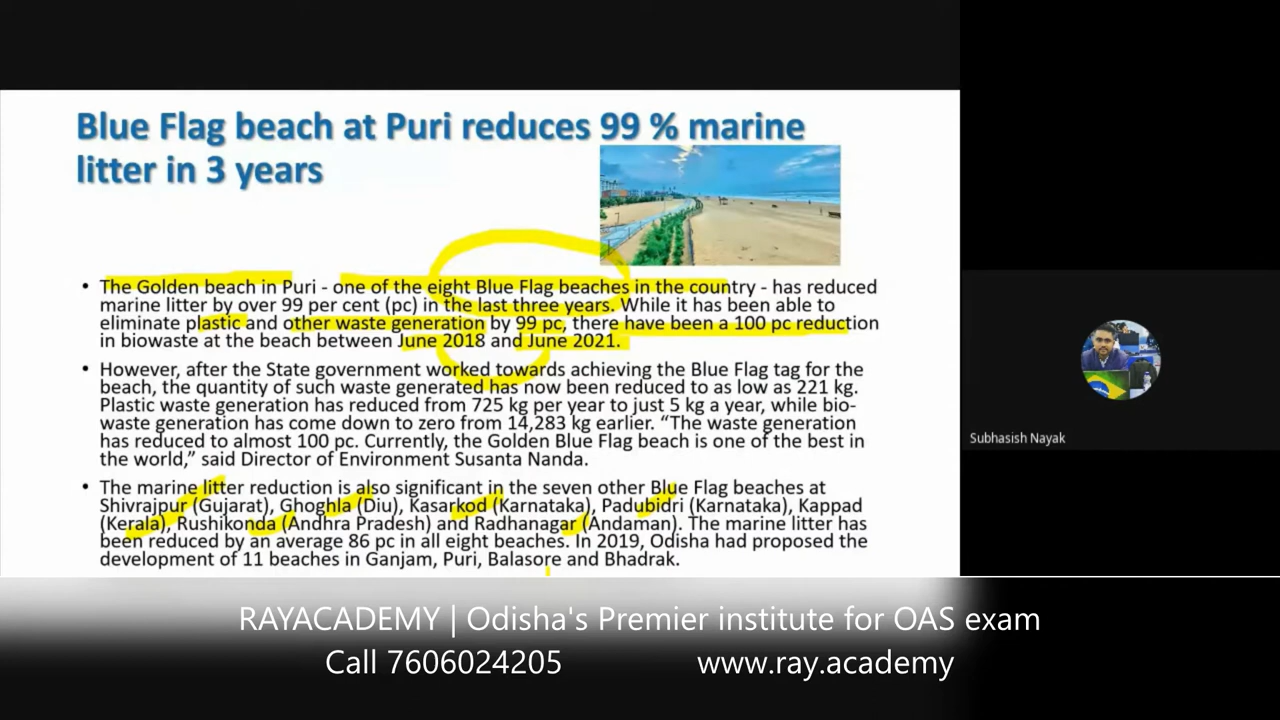 Blue Flag beach at Puri reduces 99 % marine
litter in 3 years
• The Golden beach in Puri - one of the eight Blue Flag beaches in the country - has reduced
marine litter by over 99 per cent (pc) in the last three years. While it has been able to
eliminate plastic and other waste generation by 99 pc, there have been a 100 pc reduction
in biowaste at the beach between June 2018 and June 2021.
• However, after the State government worked towards achieving the Blue Flag tag for the
beach, the quantity of such waste generated has now been reduced to as low as 221 kg.
Plastic waste generation has reduced from 725 kg per year to just 5 kg a year, while bio-
waste generation has come down to zero from 14,283 kg earlier. “The waste generation
has reduced to almost 100 pc. Currently, the Golden Blue Flag beach is one of the best in
the world,” said Director of Environment Susanta Nanda.
• The marine litter reduction is also significant in the seven other Blue Flag beaches at
Shivrajpur (Gujarat), Ghoghla (Diu), Kasarkod (Karnataka), Padubidri (Karnataka), Kappad
(Kerala), Rushikonda (Andhra Pradesh) and Radhanagar (Andaman). The marine litter has
been reduced by an average 86 pc in all eight beaches. In 2019, Odisha had proposed the
development of 11 beaches in Ganjam, Puri, Balasore and Bhadrak.
Subhasish Nayak
RAYACADEMY | Odisha's Premier institute for OAS exam
Call 7606024205 www.ray.academy